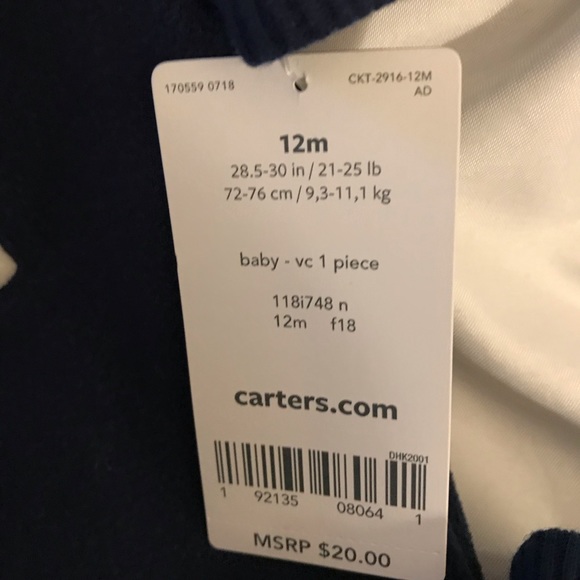 170559 0718
CKT-2916-12M
AD
12m
28.5-30 in / 21-25 lb
72-76 cm / 9,3-11,1 kg
baby - vc 1 piece
118i748 n
12m f18
carters.com
DHK2001
1 92135 08064 1
MSRP $20.00